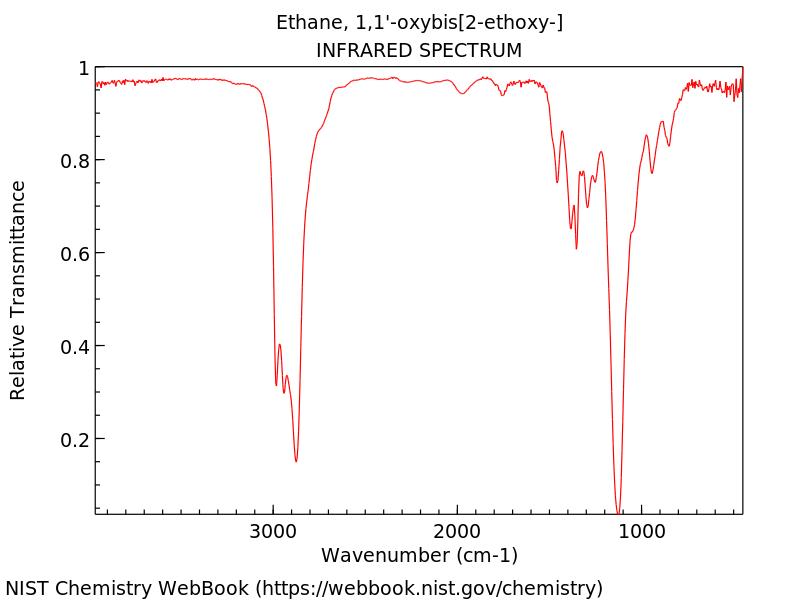 Ethane, 1,1'-oxybis[2-ethoxy-]
INFRARED SPECTRUM
1
0.8
0.6
0.4
0.2
Relative Transmittance
3000 2000 1000
Wavenumber (cm-1)
NIST Chemistry WebBook (https://webbook.nist.gov/chemistry)